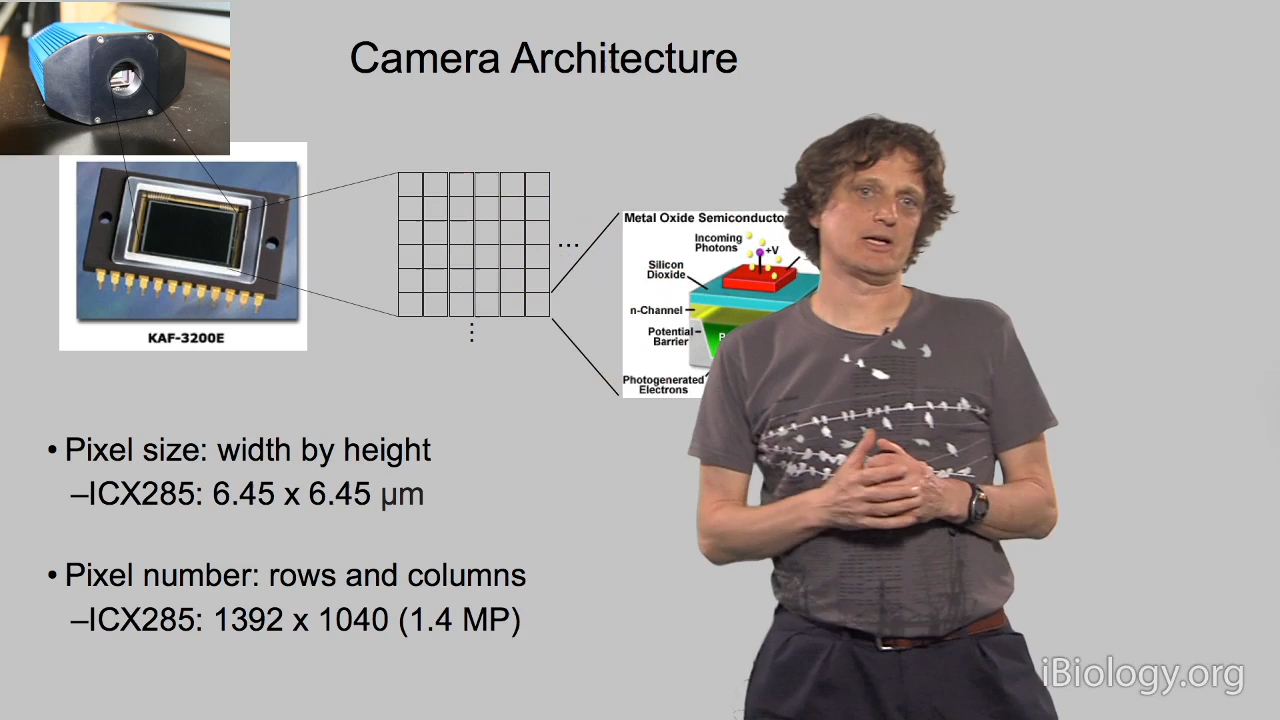 Camera Architecture
KAF-3200E
...
Metal Oxide Semiconducto
Incoming
Photons
+V
Silicon
Dioxide
n-Channel
Potential
Barrier
P
Photogenerated
Electrons
• Pixel size: width by height
–ICX285: 6.45 x 6.45 µm
• Pixel number: rows and columns
–ICX285: 1392 x 1040 (1.4 MP)
iBiology.org